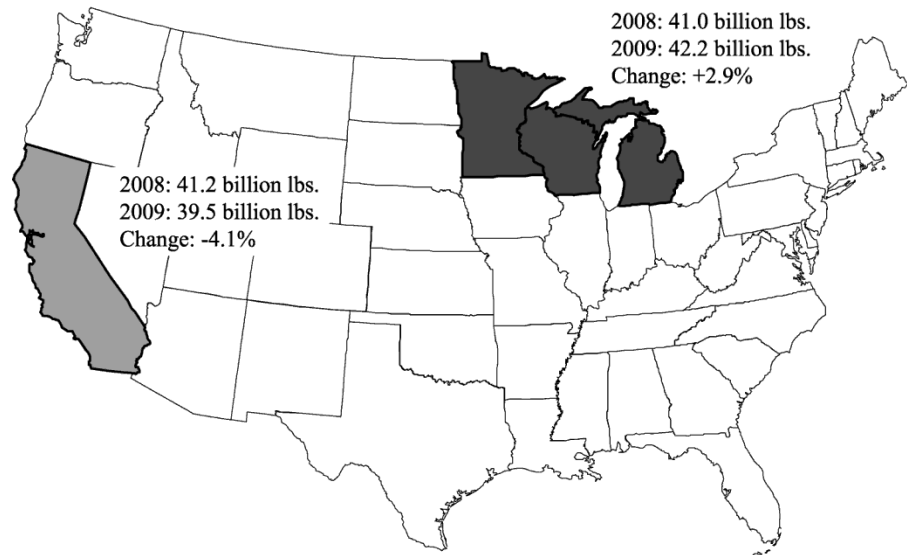 2008: 41.0 billion lbs.
2009: 42.2 billion lbs.
Change: +2.9%
2008: 41.2 billion lbs.
2009: 39.5 billion lbs.
Change: -4.1%